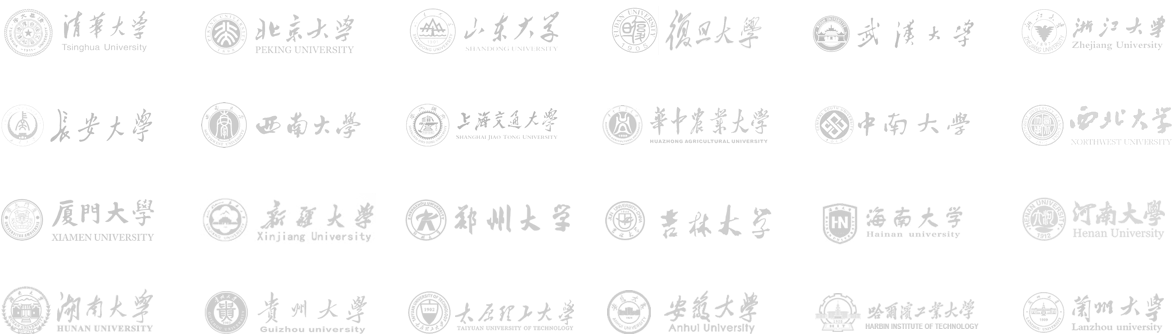 清華大学
Tsinghua University
北京大学
PEKING UNIVERSITY
山东大学
SHANDONG UNIVERSITY
復旦大學
武漢大学
浙江大学
Zhejiang University
長安大學
西南大學
上海交通大學
SHANGHAI JIAO TONG UNIVERSITY
華中农業大學
HUAZHONG AGRICULTURAL UNIVERSITY
中南大學
西北大学
NORTHWEST UNIVERSITY
厦門大學
XIAMEN UNIVERSITY
新疆大學
Xinjiang University
郑州大学
吉林大学
海南大学
Hainan university
河南大學
Henan University
湖南大學
HUNAN UNIVERSITY
貴州大學
Guizhou university
太原理工大学
TAIYUAN UNIVERSITY OF TECHNOLOGY
安徽大學
Anhui University
哈爾濱工業大學
HARBIN INSTITUTE OF TECHNOLOGY
蘭州大學
Lanzhou university